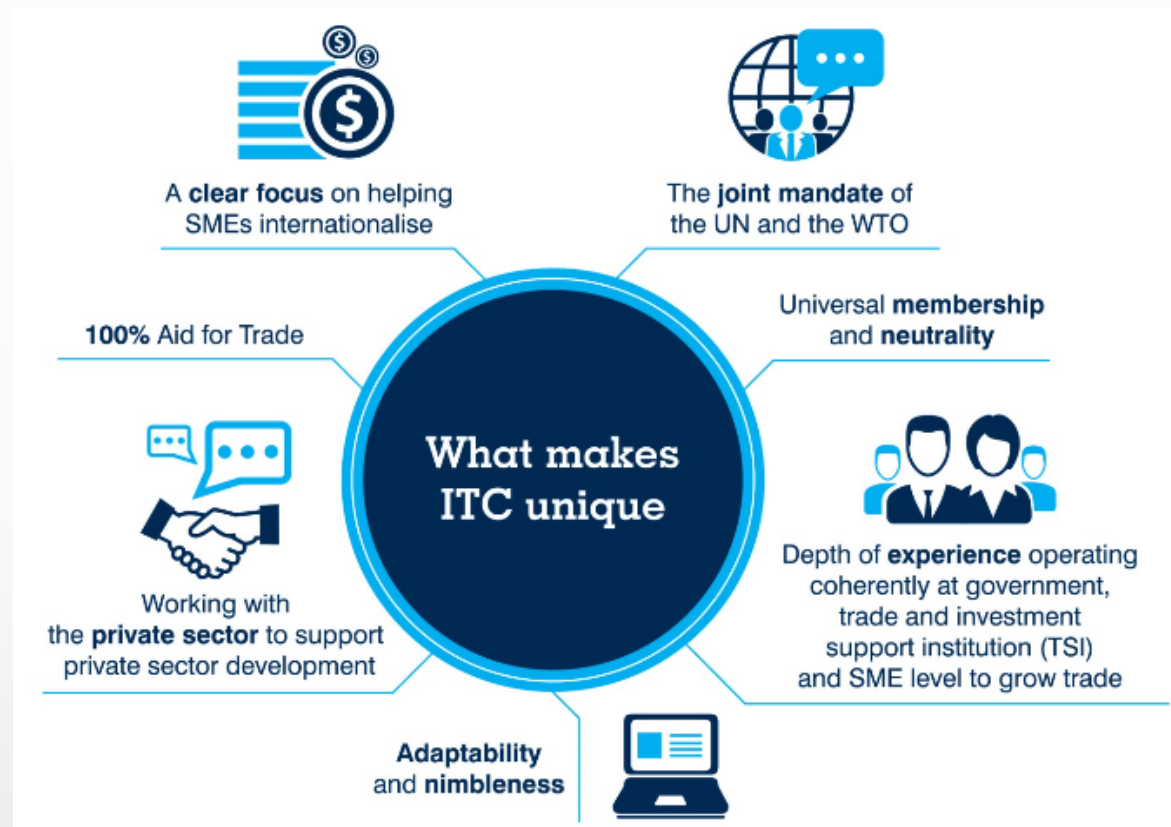 A clear focus on helping
SMEs internationalise
The joint mandate of
the UN and the WTO
100% Aid for Trade
Universal membership
and neutrality
What makes
ITC unique
Working with
the private sector to support
private sector development
Depth of experience operating
coherently at government,
trade and investment
support institution (TSI)
and SME level to grow trade
Adaptability
and nimbleness